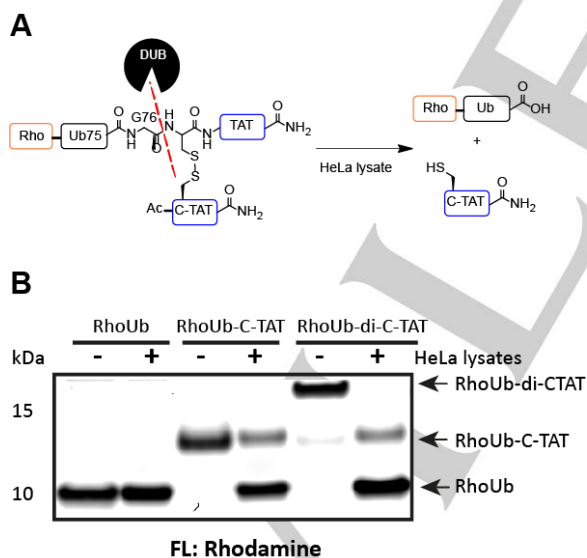 A
DUB
G76
O
H
N
O
H
N
O
H
N
TAT
O
NH₂
Rho
Ub75
N
H
O
S
S
Ac
C-TAT
O
NH₂
HeLa lysate
Rho
Ub
O
OH
+
HS
C-TAT
O
NH₂
B
RhoUb RhoUb-C-TAT RhoUb-di-C-TAT
kDa - + - + - + HeLa lysates
RhoUb-di-CTAT
15
RhoUb-C-TAT
10 RhoUb
FL: Rhodamine